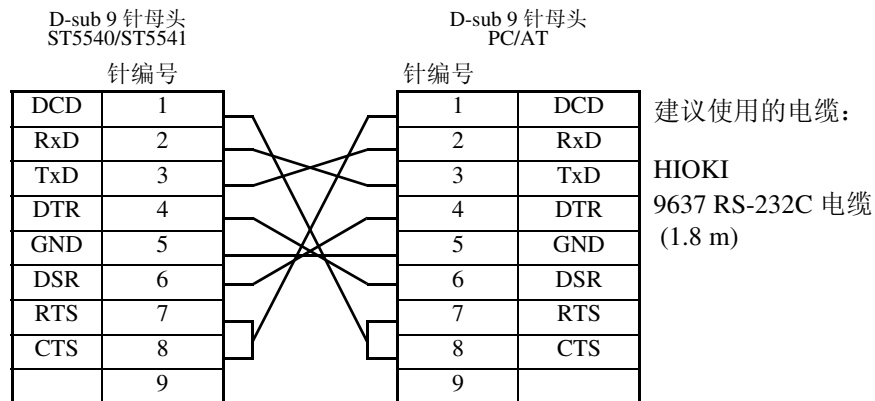 D-sub 9 针母头
ST5540/ST5541
D-sub 9 针母头
PC/AT
针编号
针编号
DCD 1 1 DCD
RxD 2 2 RxD
TxD 3 3 TxD
DTR 4 4 DTR
GND 5 5 GND
DSR 6 6 DSR
RTS 7 7 RTS
CTS 8 8 CTS
9 9
建议使用的电缆：
HIOKI
9637 RS-232C 电缆
(1.8 m)